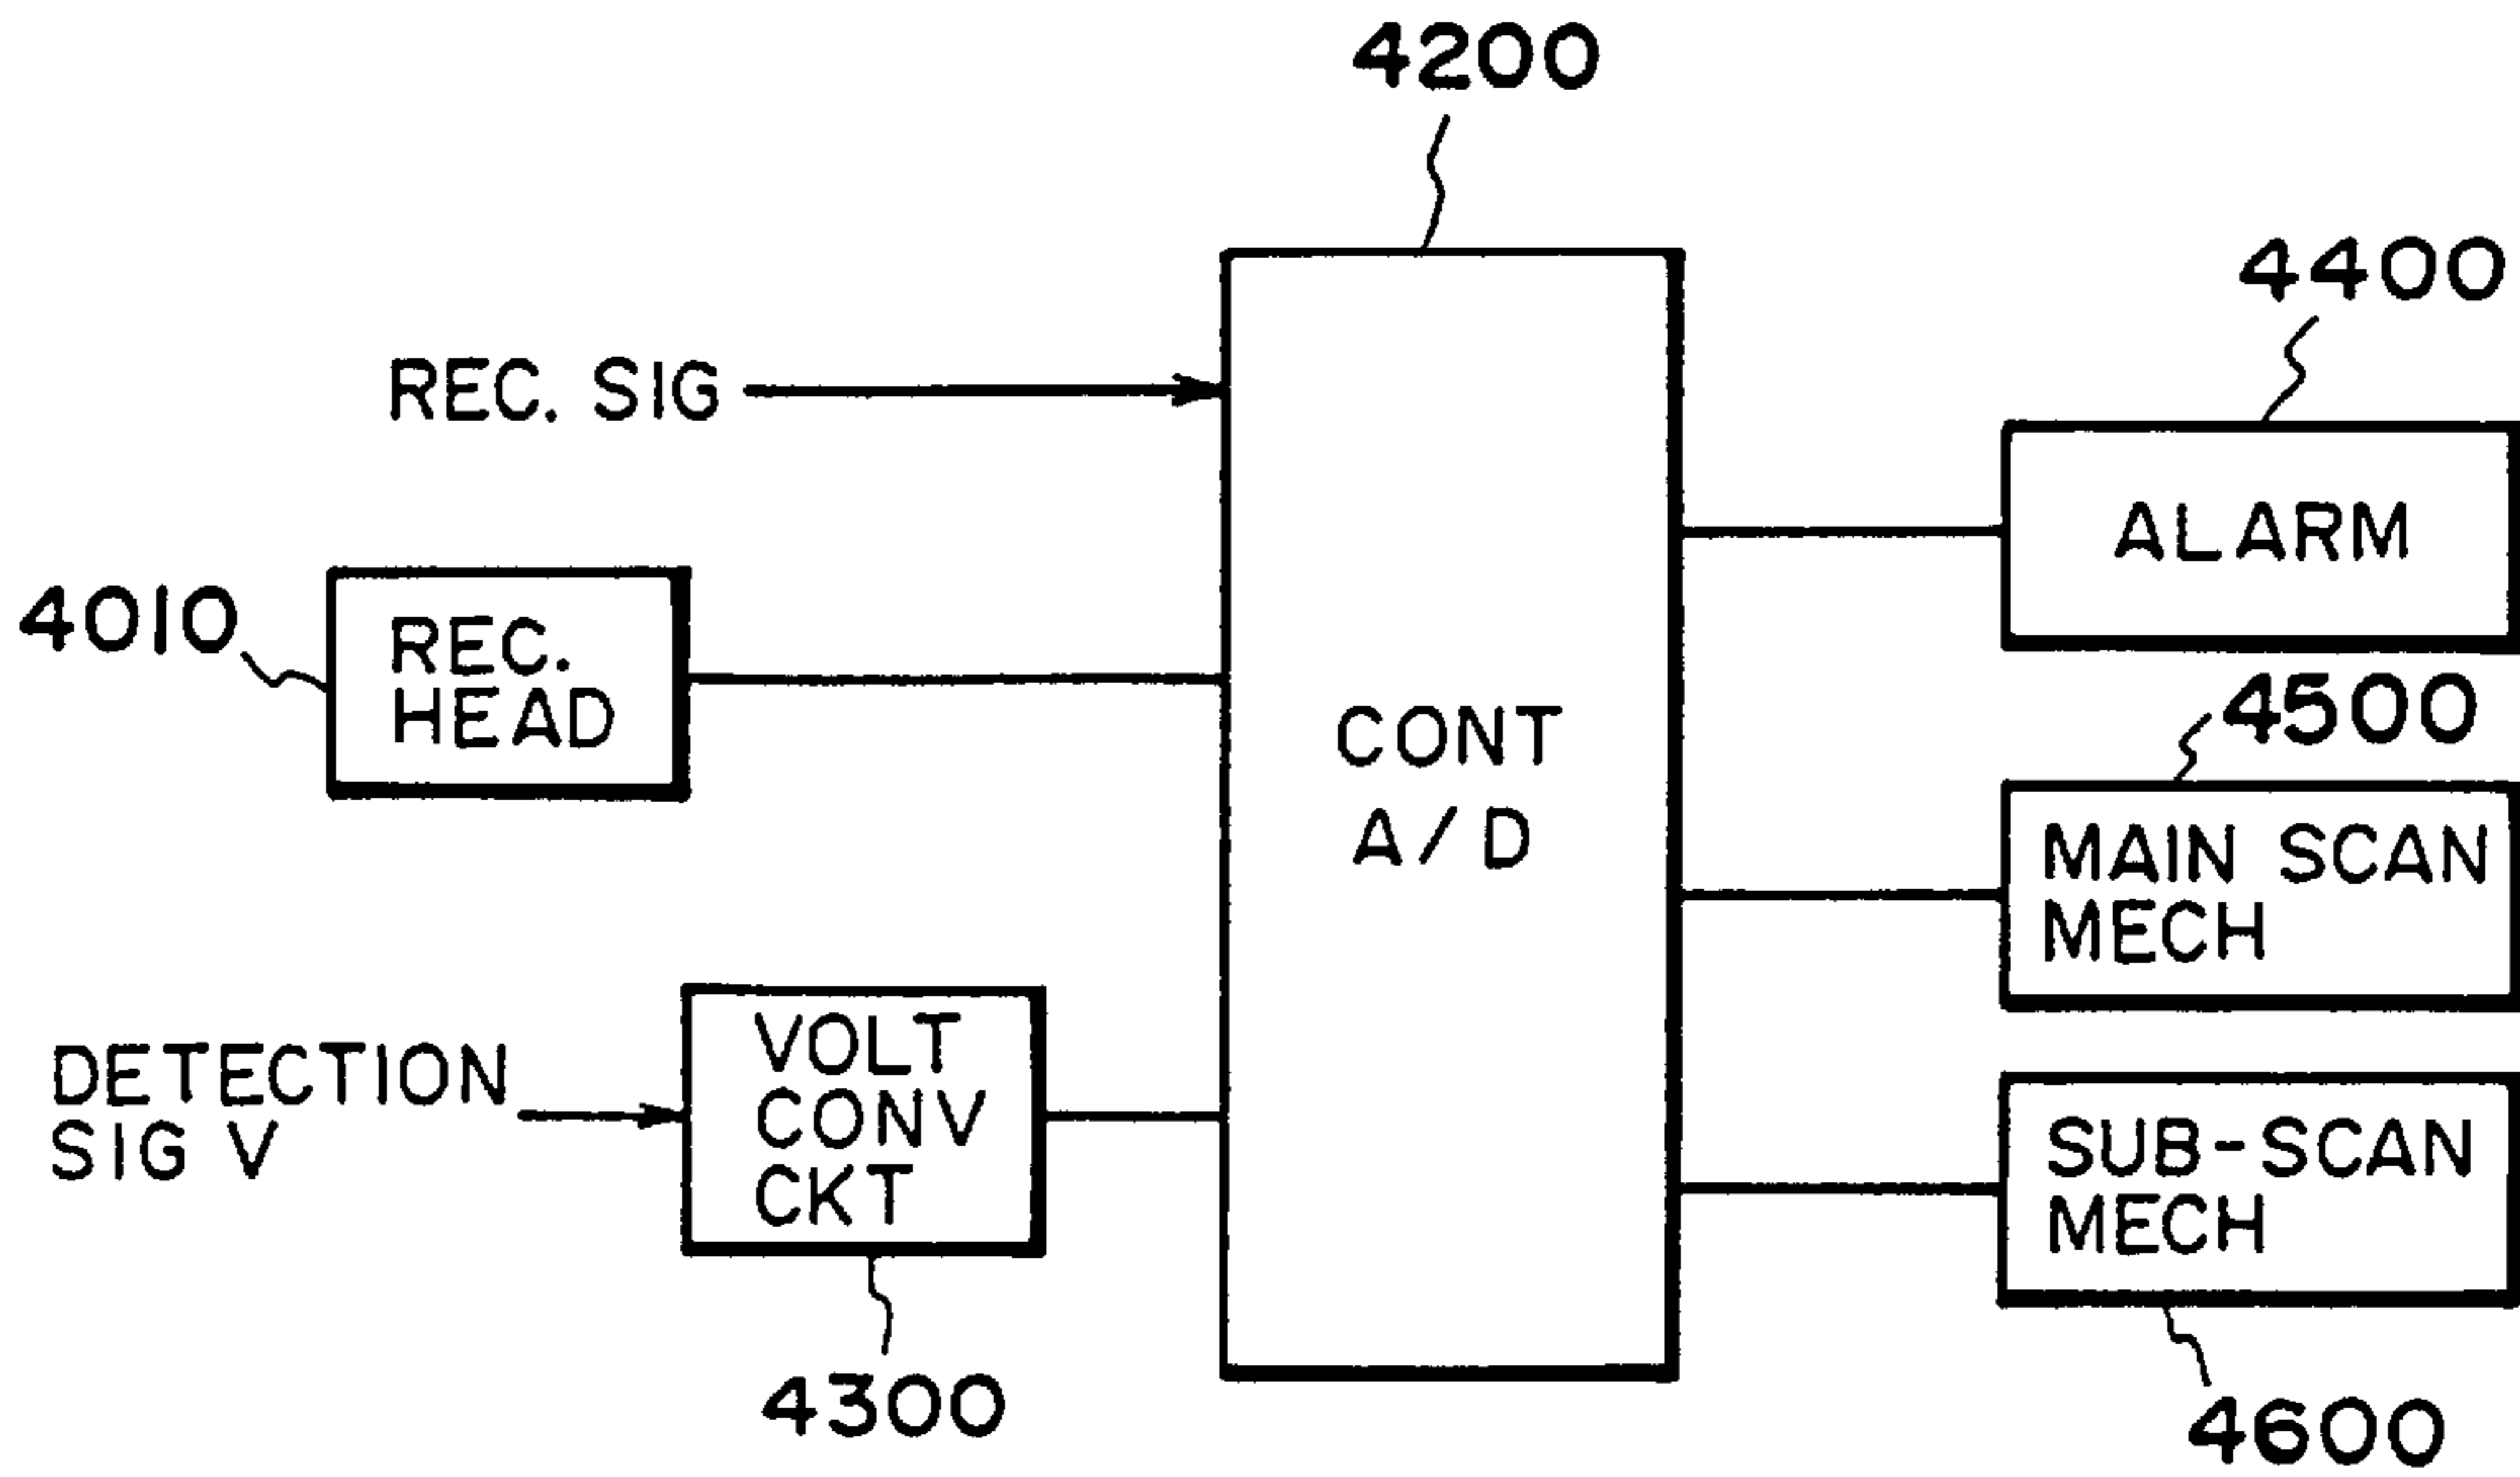 4200
4400
REC. SIG
ALARM
4010
REC.
HEAD
4500
CONT
A/D
MAIN SCAN
MECH
VOLT
CONV
CKT
DETECTION
SIG V
SUB-SCAN
MECH
4300
4600